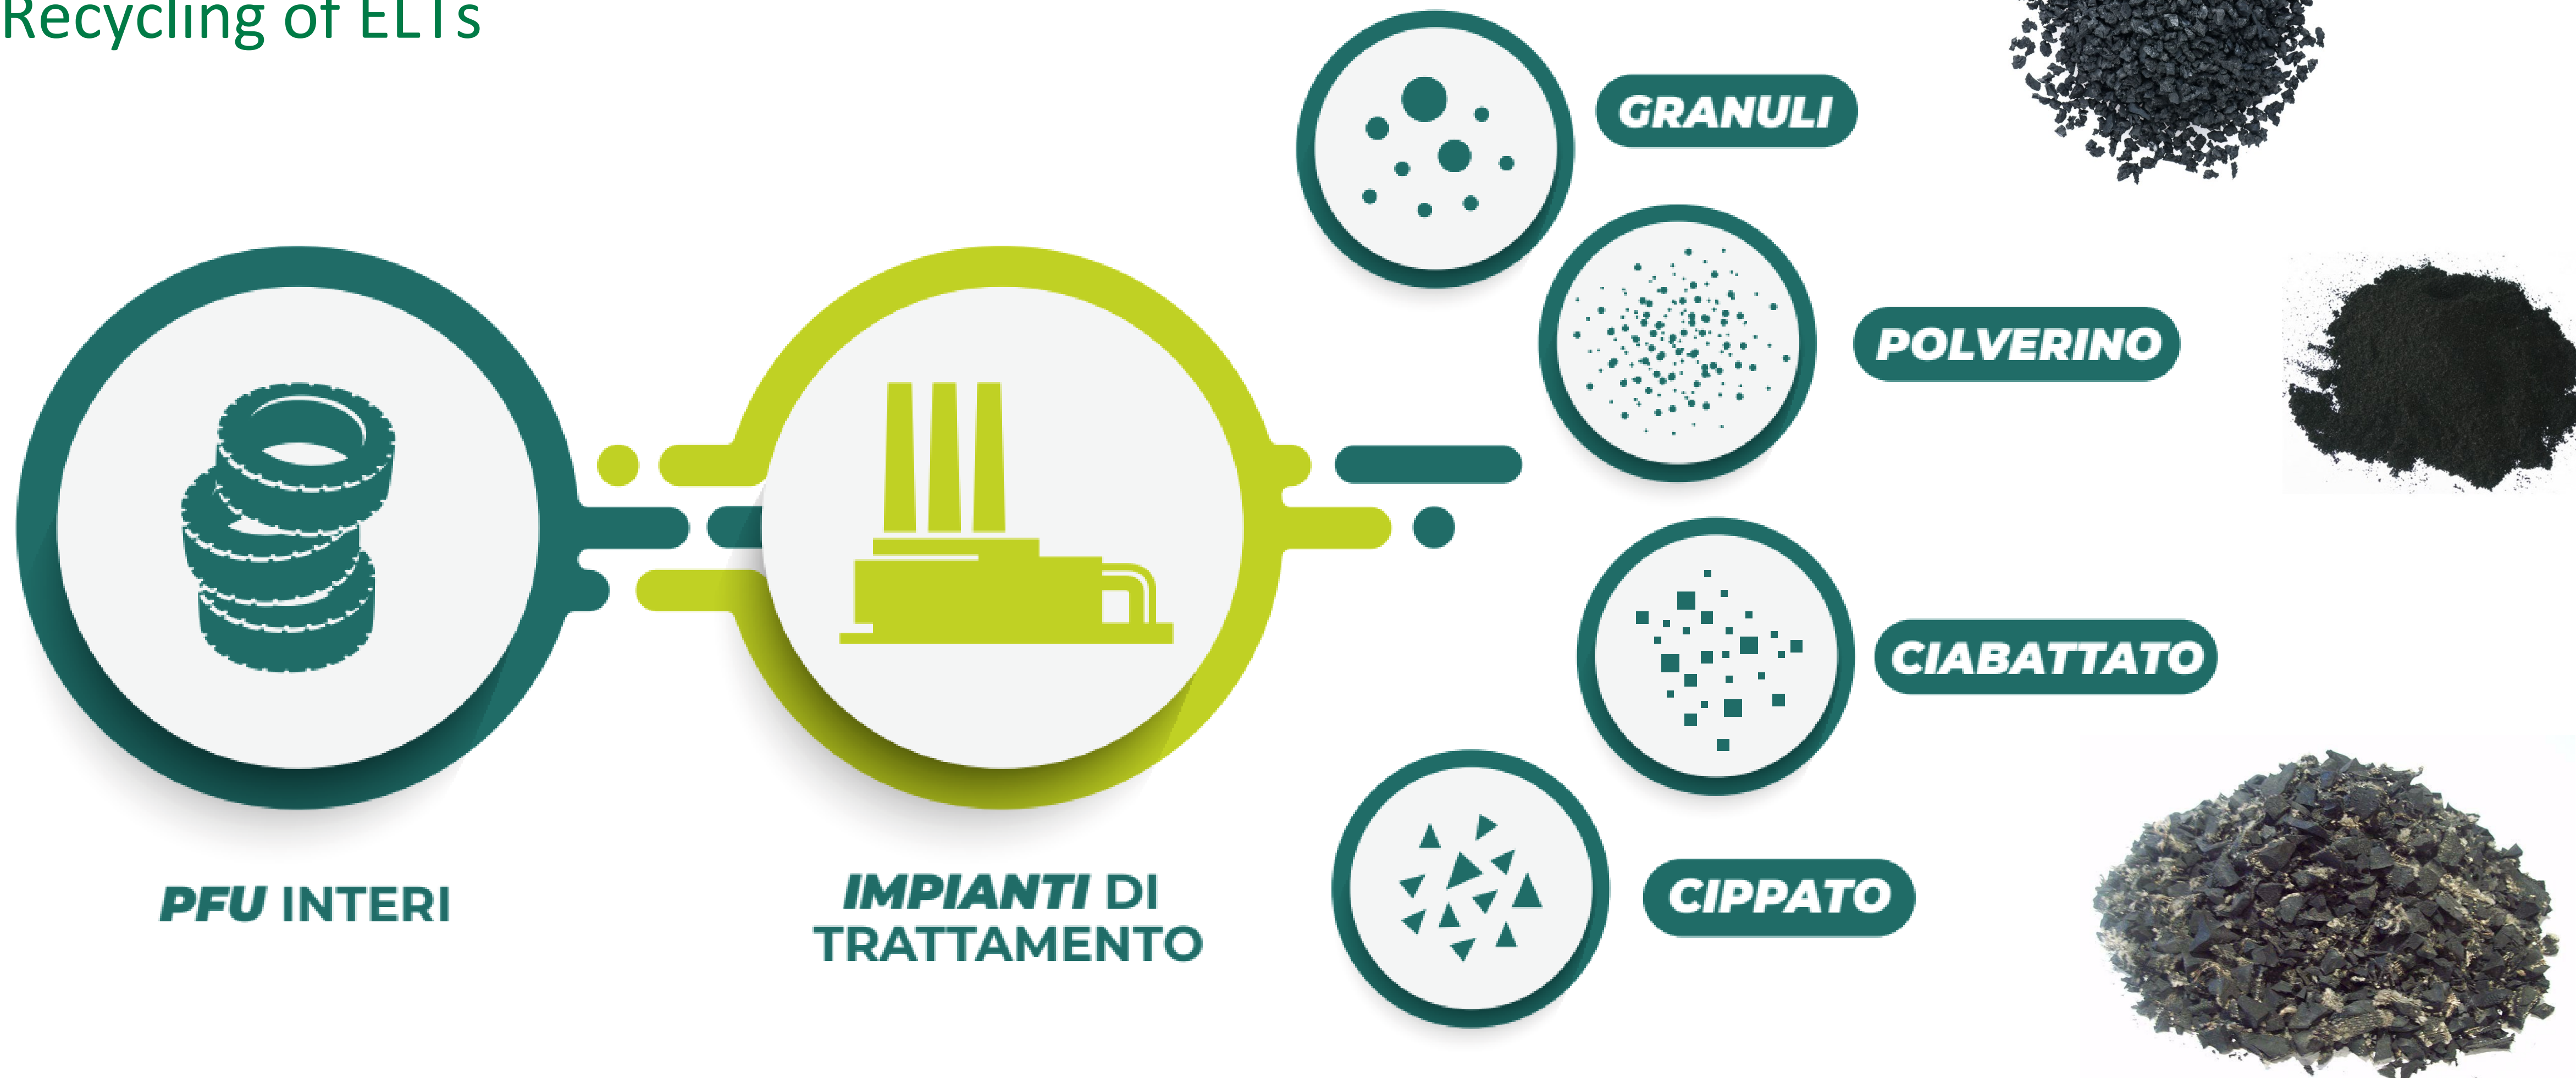 Recycling of ELTs
GRANULI
POLVERINO
CIABATTATO
CIPPATO
PFU INTERI
IMPIANTI DI
TRATTAMENTO